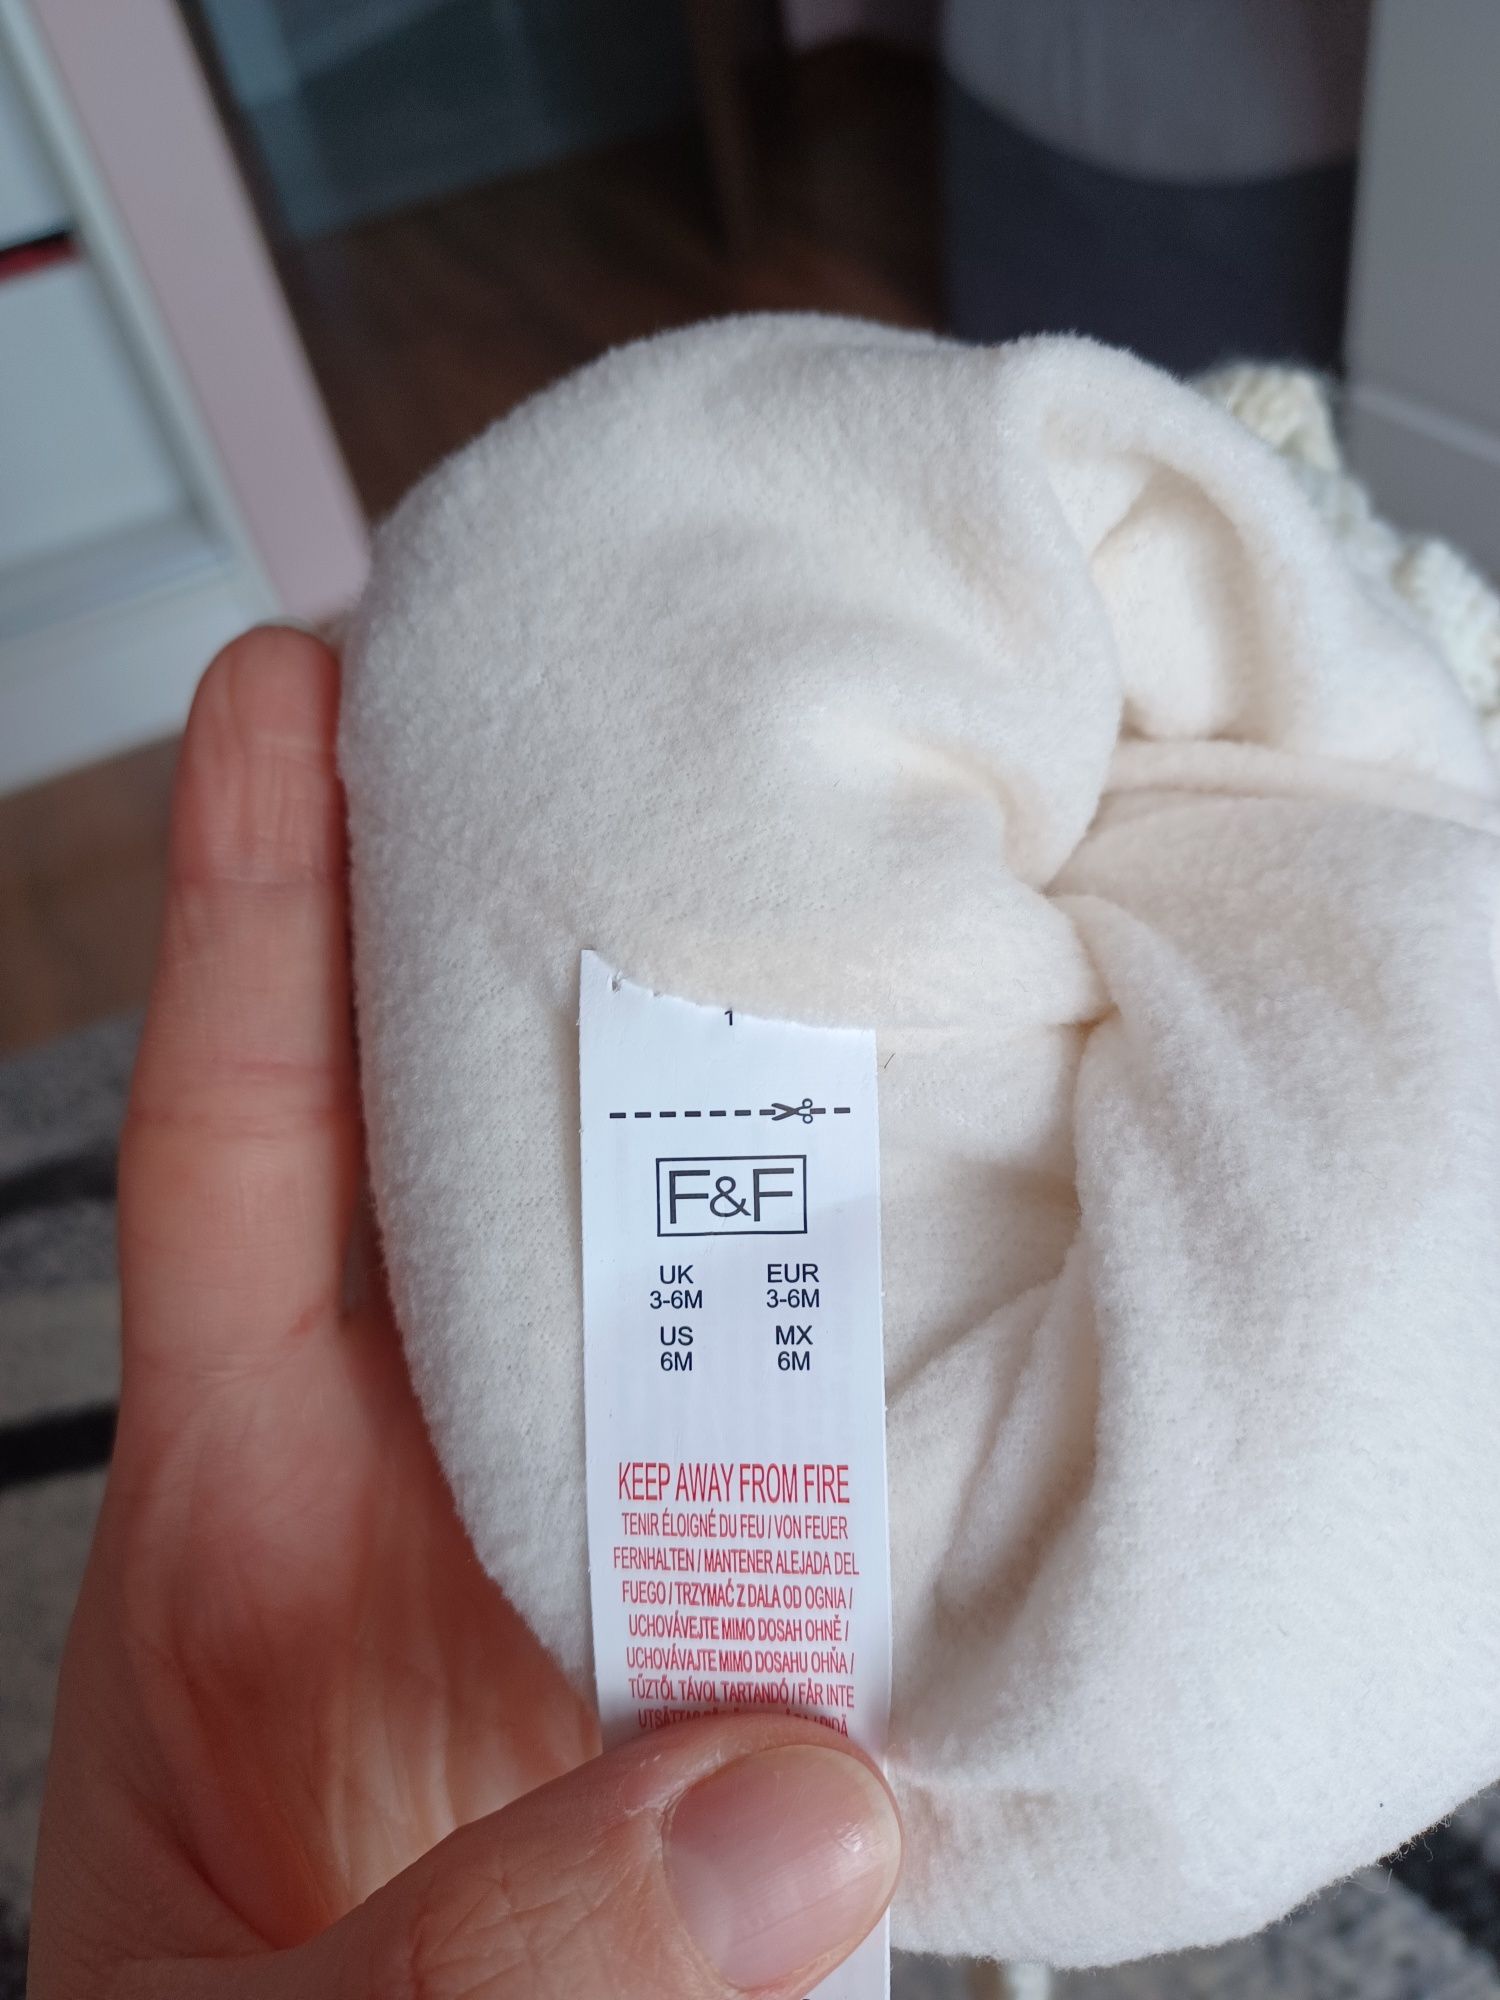 1
F&F
UK EUR
3-6M 3-6M
US MX
6M 6M
KEEP AWAY FROM FIRE
TENIR ÉLOIGNÉ DU FEU / VON FEUER
FERNHALTEN / MANTENER ALEJADA DEL
FUEGO / TRZYMAĆ Z DALA OD OGNIA /
UCHOVÁVEJTE MIMO DOSAH OHNĚ /
UCHOVÁVAJTE MIMO DOSAHU OHŇA /
TŰZTŐL TÁVOL TARTANDÓ / FÅR INTE